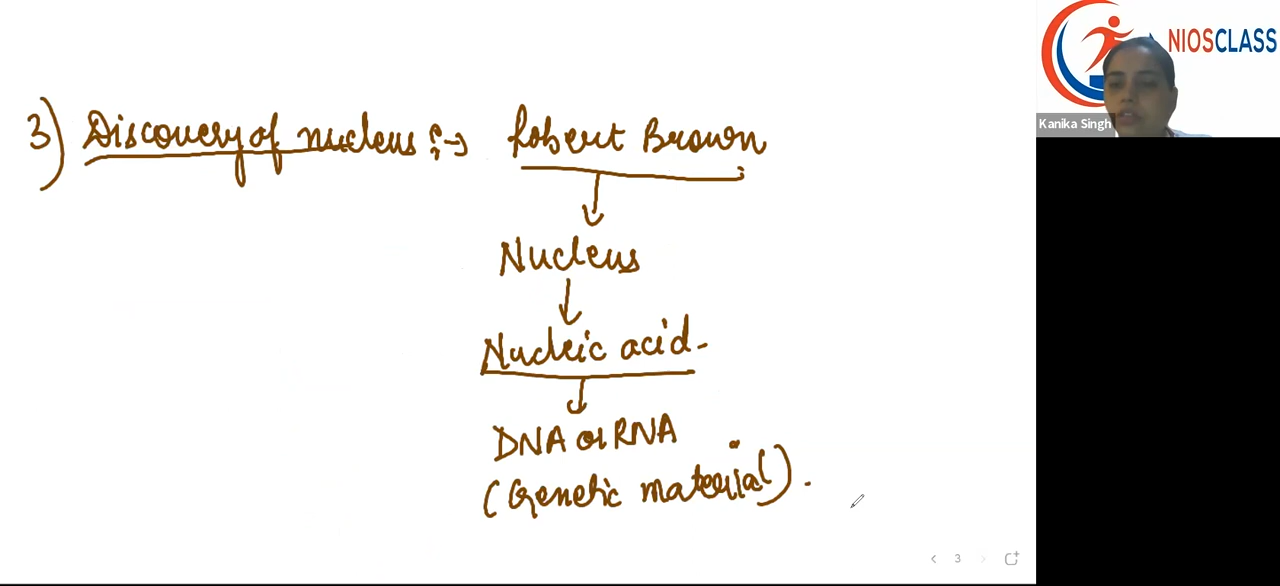 NIOSCLASS
Kanika Singh
3) Discovery of nucleus :→ Robert Brown
↓
Nucleus
↓
Nucleic acid-
↓
DNA or RNA
(Genetic material).
3